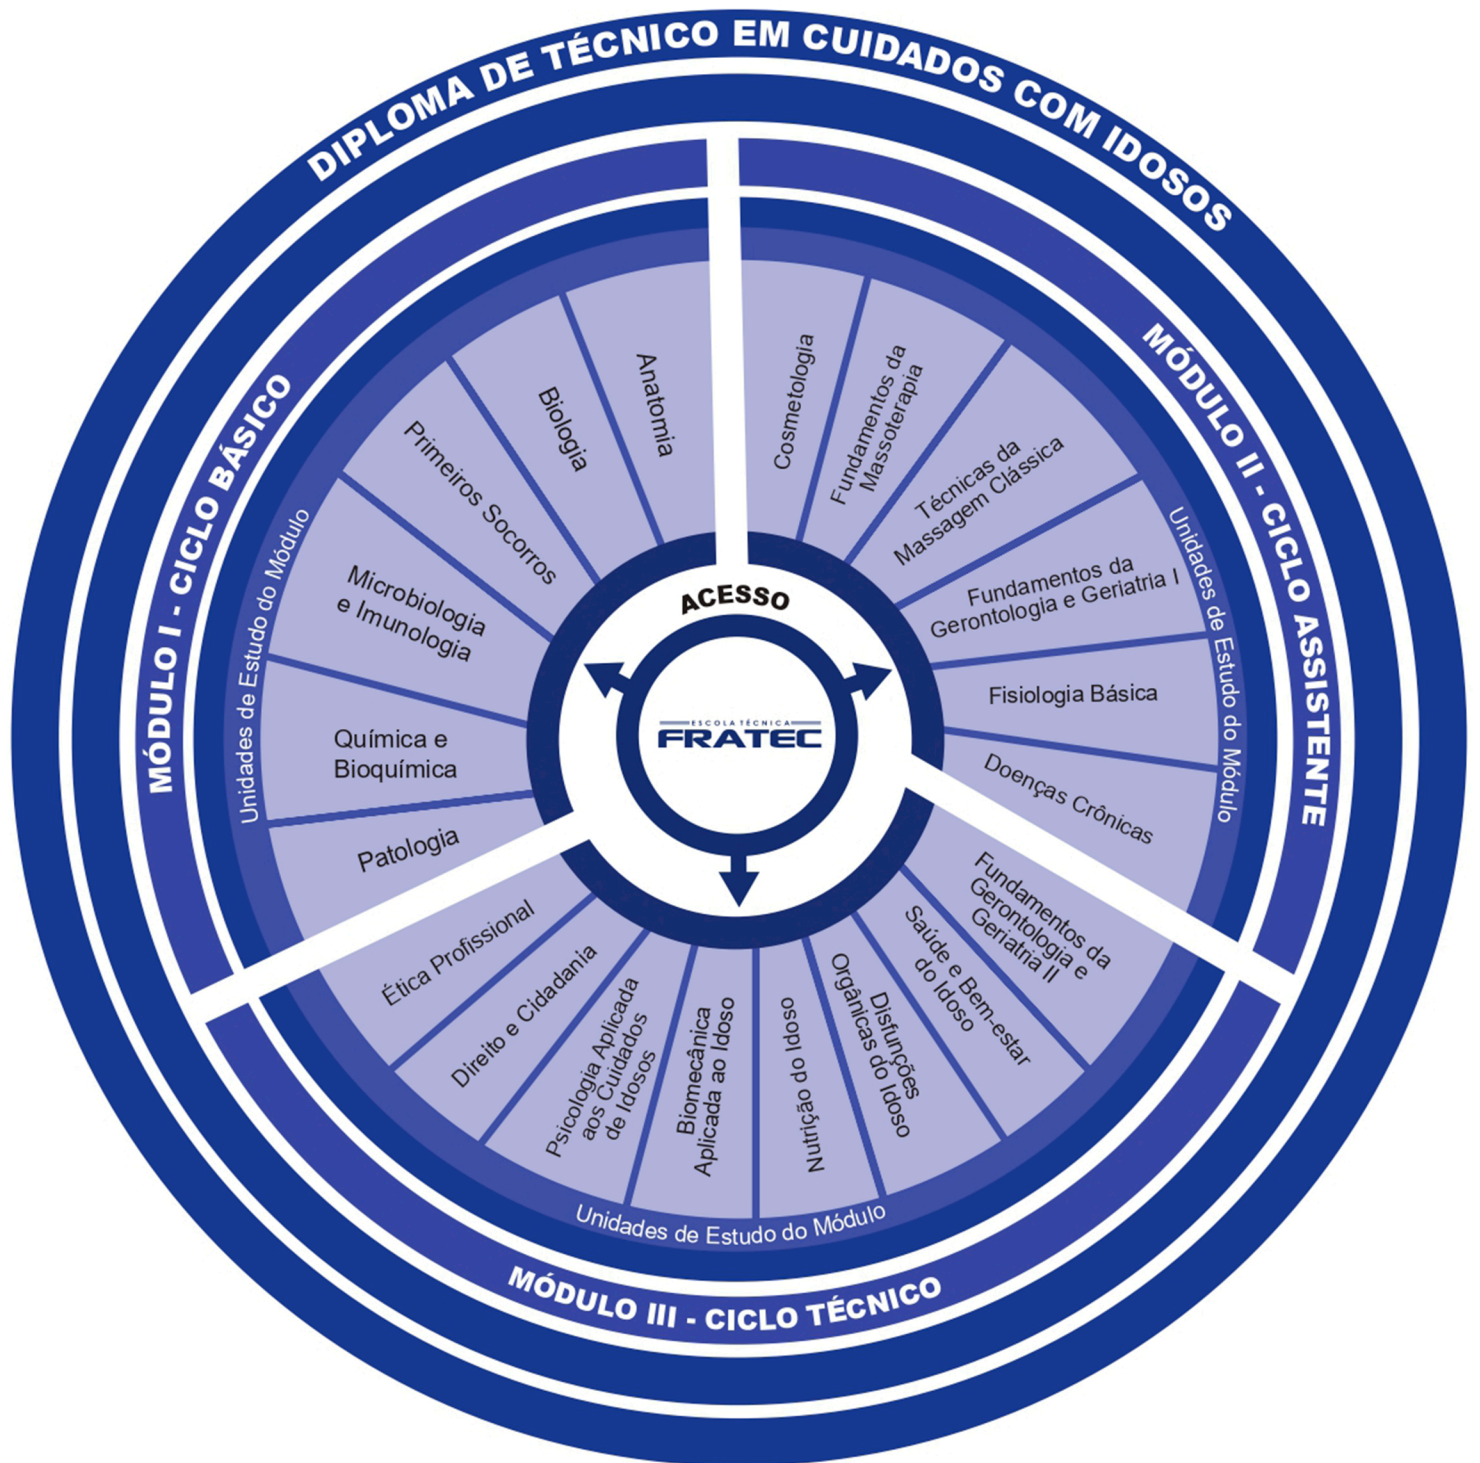 DIPLOMA DE TÉCNICO EM CUIDADOS COM IDOSOS
MÓDULO I - CICLO BÁSICO
Unidades de Estudo do Módulo
Anatomia
Biologia
Primeiros Socorros
Microbiologia
e Imunologia
Química e
Bioquímica
Patologia
MÓDULO II - CICLO ASSISTENTE
Unidades de Estudo do Módulo
Cosmetologia
Fundamentos da
Massoterapia
Técnicas da
Massagem Clássica
Fundamentos da
Gerontologia e Geriatria I
Fisiologia Básica
Doenças Crônicas
MÓDULO III - CICLO TÉCNICO
Unidades de Estudo do Módulo
Fundamentos da
Gerontologia e
Geriatria II
Saúde e Bem-estar
do Idoso
Disfunções
Orgânicas do Idoso
Nutrição do Idoso
Biomecânica
Aplicada ao Idoso
Psicologia Aplicada
aos Cuidados
de Idosos
Direito e Cidadania
Ética Profissional
ACESSO
ESCOLA TÉCNICA
FRATEC